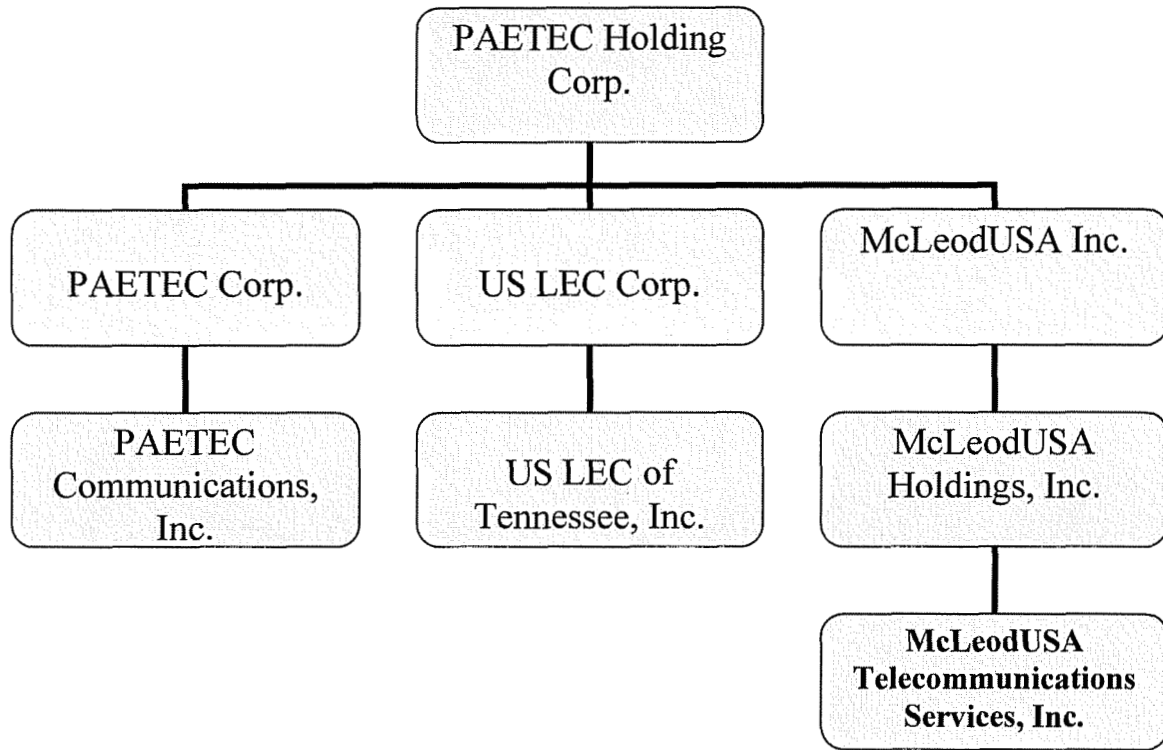 PAETEC Holding
Corp.
PAETEC Corp.
US LEC Corp.
McLeodUSA Inc.
PAETEC
Communications,
Inc.
US LEC of
Tennessee, Inc.
McLeodUSA
Holdings, Inc.
McLeodUSA
Telecommunications
Services, Inc.